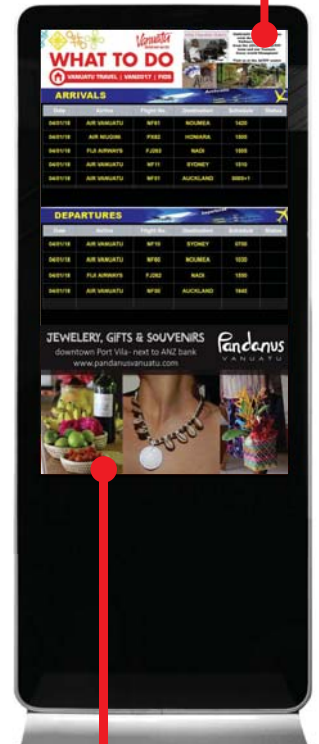 Vanuatu
WHAT TO DO
VANUATU TRAVEL | VAN2017 | FIDS
ARRIVALS
Date Airline Flight No. Destination Schedule Status
04/01/18 AIR VANUATU NF61 NOUMEA 1420
04/01/18 AIR NIUGINI PX82 HONIARA 1500
04/01/18 FIJI AIRWAYS FJ263 NADI 1505
04/01/18 AIR VANUATU NF11 SYDNEY 1510
04/01/18 AIR VANUATU NF51 AUCKLAND
DEPARTURES
Departures
Date Airline Flight No. Destination Schedule Status
04/01/18 AIR VANUATU NF10 SYDNEY 0700
04/01/18 AIR VANUATU NF60 NOUMEA 1030
04/01/18 FIJI AIRWAYS FJ262 NADI 1550
04/01/18 AIR VANUATU NF50 AUCKLAND
JEWELERY, GIFTS & SOUVENIRS
downtown Port Vila- next to ANZ bank
www.pandanusvanuatu.com
Pandanus
VANUATU